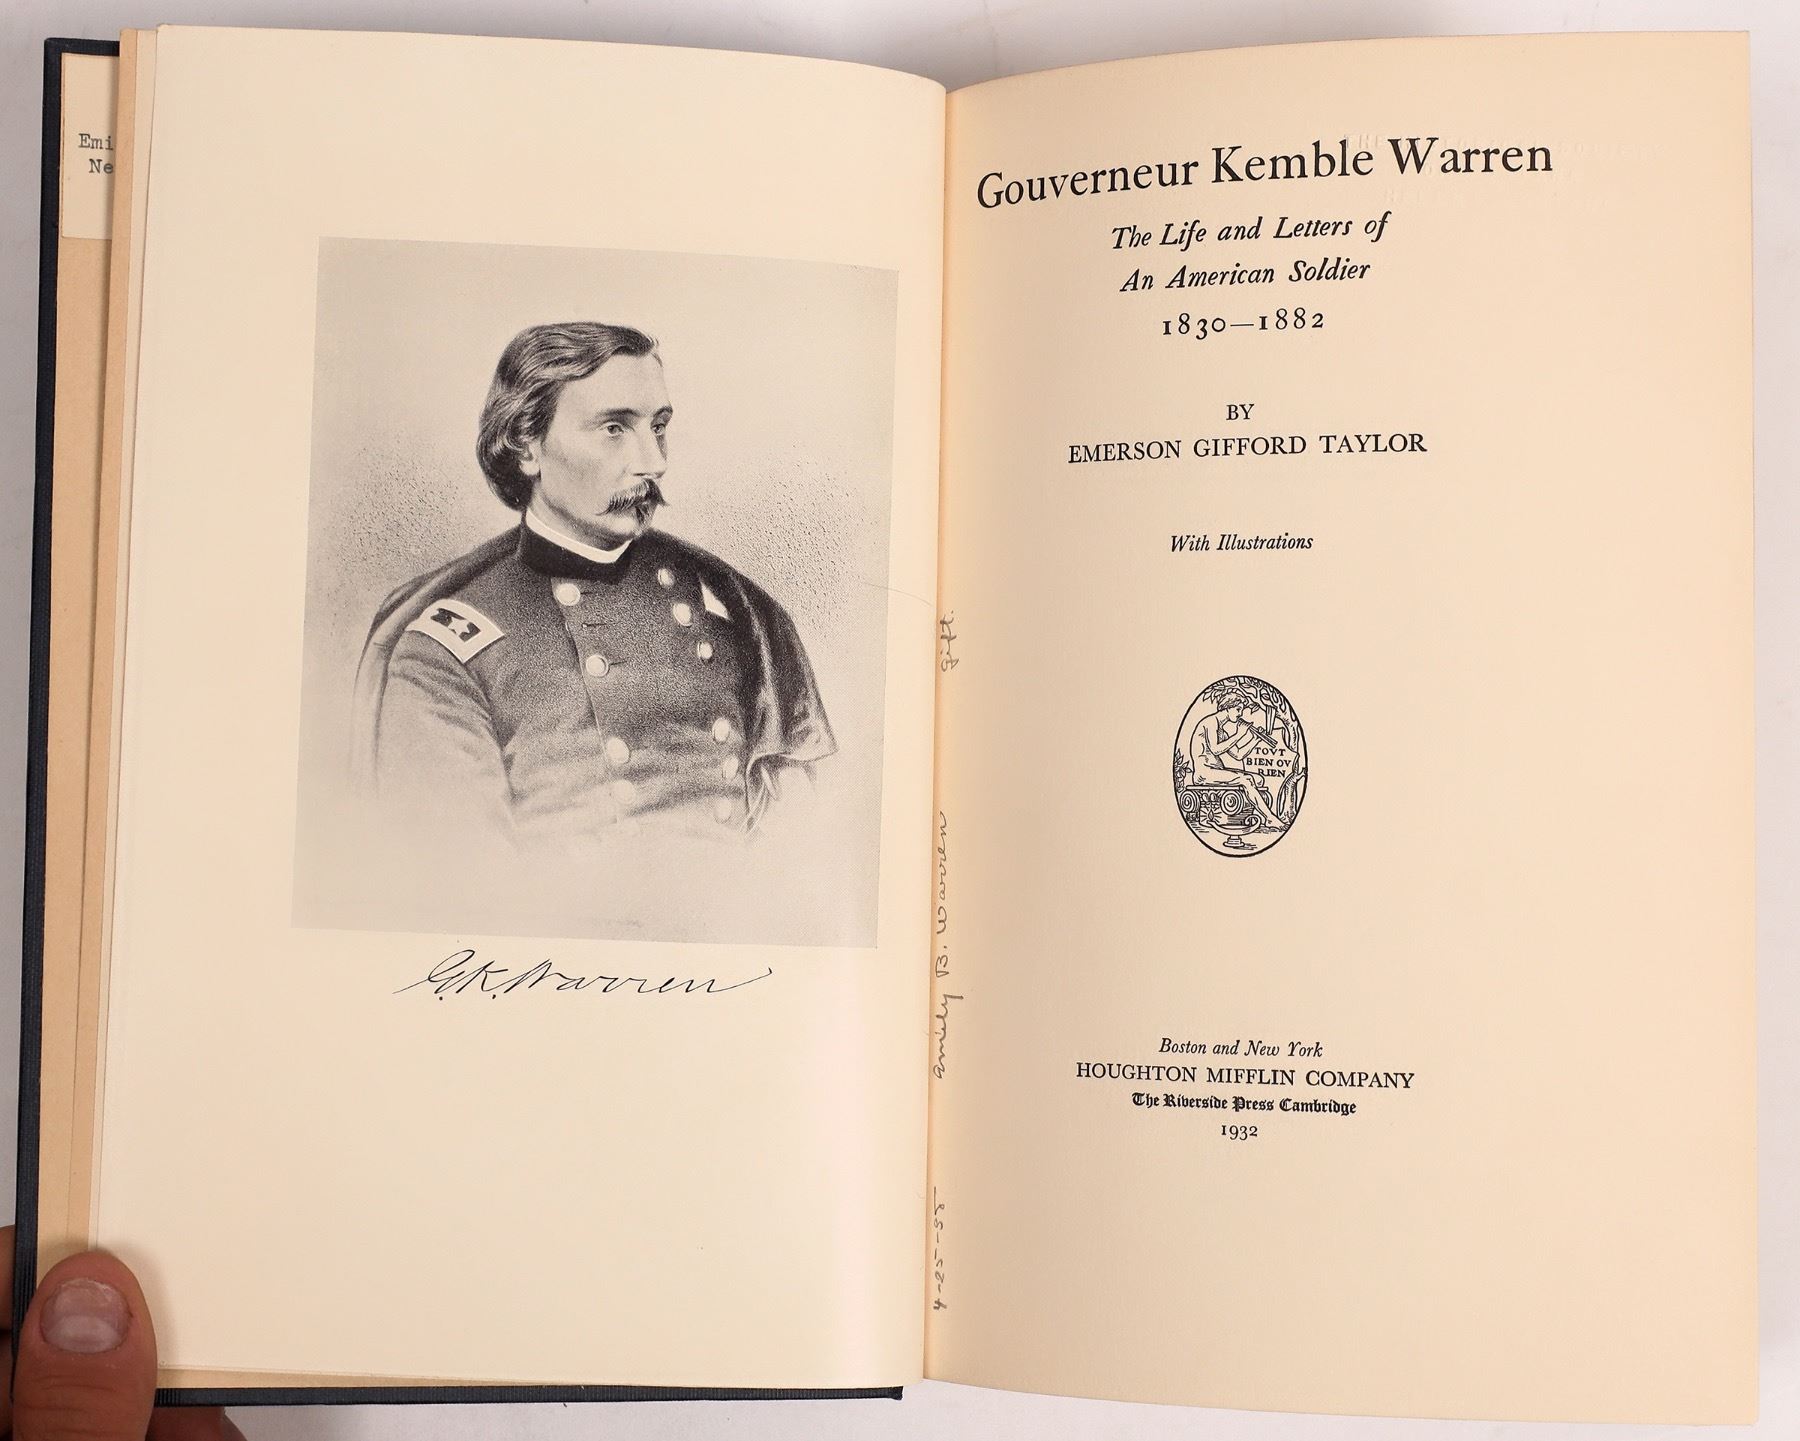 Emi
Ne
G.K. Warren
Gouverneur Kemble Warren
The Life and Letters of
An American Soldier
1830—1882
BY
EMERSON GIFFORD TAYLOR
With Illustrations
TOVT
BIEN OV
RIEN
Boston and New York
HOUGHTON MIFFLIN COMPANY
The Riverside Press Cambridge
1932
4-25-55 Emily B. Warren gift.